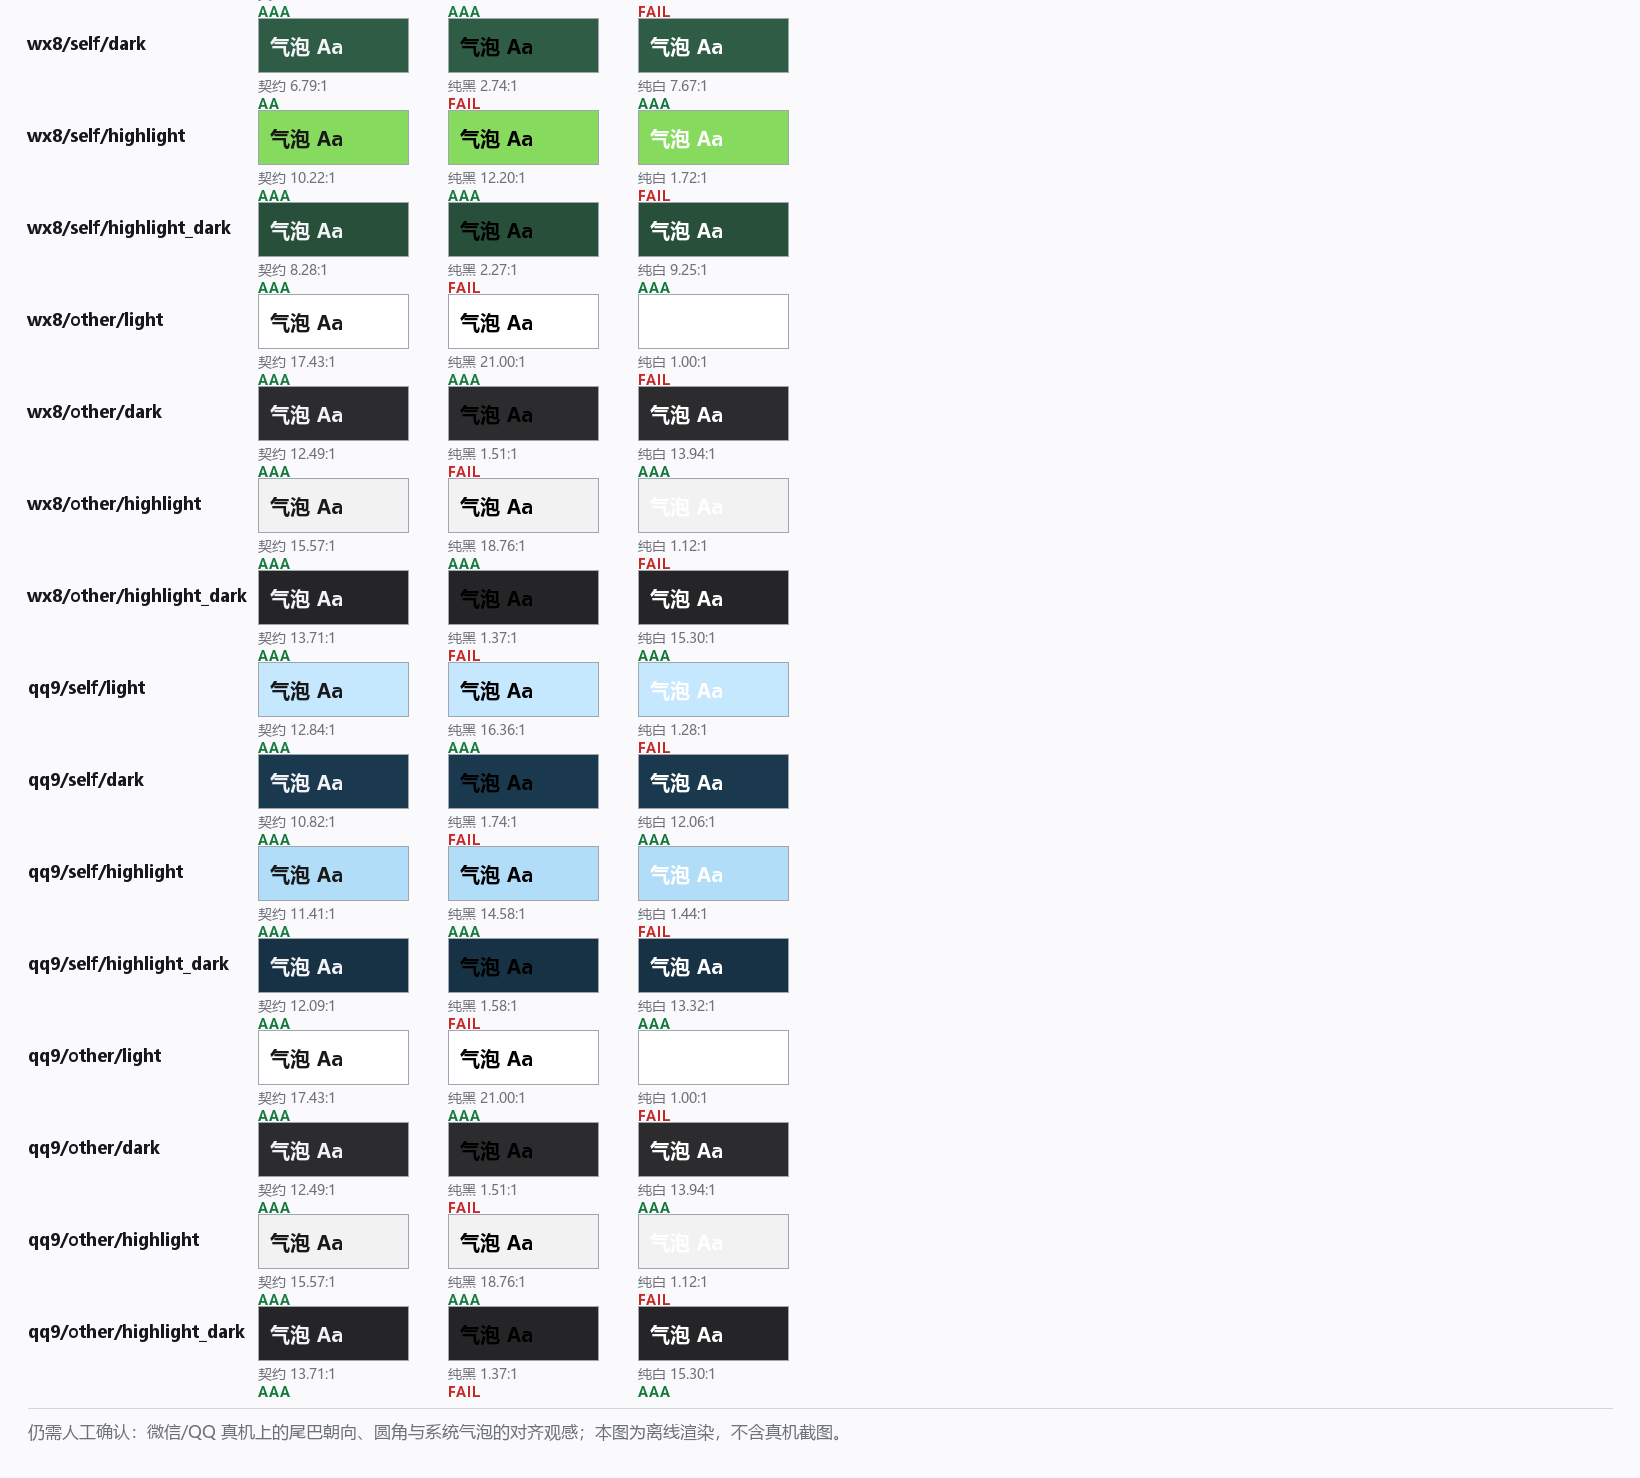 AAA AAA FAIL
wx8/self/dark 气泡 Aa 气泡 Aa 气泡 Aa
契约 6.79:1 纯黑 2.74:1 纯白 7.67:1
AA FAIL AAA
wx8/self/highlight 气泡 Aa 气泡 Aa 气泡 Aa
契约 10.22:1 纯黑 12.20:1 纯白 1.72:1
AAA AAA FAIL
wx8/self/highlight_dark 气泡 Aa 气泡 Aa 气泡 Aa
契约 8.28:1 纯黑 2.27:1 纯白 9.25:1
AAA FAIL AAA
wx8/other/light 气泡 Aa 气泡 Aa
契约 17.43:1 纯黑 21.00:1 纯白 1.00:1
AAA AAA FAIL
wx8/other/dark 气泡 Aa 气泡 Aa 气泡 Aa
契约 12.49:1 纯黑 1.51:1 纯白 13.94:1
AAA FAIL AAA
wx8/other/highlight 气泡 Aa 气泡 Aa 气泡 Aa
契约 15.57:1 纯黑 18.76:1 纯白 1.12:1
AAA AAA FAIL
wx8/other/highlight_dark 气泡 Aa 气泡 Aa 气泡 Aa
契约 13.71:1 纯黑 1.37:1 纯白 15.30:1
AAA FAIL AAA
qq9/self/light 气泡 Aa 气泡 Aa 气泡 Aa
契约 12.84:1 纯黑 16.36:1 纯白 1.28:1
AAA AAA FAIL
qq9/self/dark 气泡 Aa 气泡 Aa 气泡 Aa
契约 10.82:1 纯黑 1.74:1 纯白 12.06:1
AAA FAIL AAA
qq9/self/highlight 气泡 Aa 气泡 Aa 气泡 Aa
契约 11.41:1 纯黑 14.58:1 纯白 1.44:1
AAA AAA FAIL
qq9/self/highlight_dark 气泡 Aa 气泡 Aa 气泡 Aa
契约 12.09:1 纯黑 1.58:1 纯白 13.32:1
AAA FAIL AAA
qq9/other/light 气泡 Aa 气泡 Aa
契约 17.43:1 纯黑 21.00:1 纯白 1.00:1
AAA AAA FAIL
qq9/other/dark 气泡 Aa 气泡 Aa 气泡 Aa
契约 12.49:1 纯黑 1.51:1 纯白 13.94:1
AAA FAIL AAA
qq9/other/highlight 气泡 Aa 气泡 Aa 气泡 Aa
契约 15.57:1 纯黑 18.76:1 纯白 1.12:1
AAA AAA FAIL
qq9/other/highlight_dark 气泡 Aa 气泡 Aa 气泡 Aa
契约 13.71:1 纯黑 1.37:1 纯白 15.30:1
AAA FAIL AAA
仍需人工确认：微信/QQ 真机上的尾巴朝向、圆角与系统气泡的对齐观感；本图为离线渲染，不含真机截图。